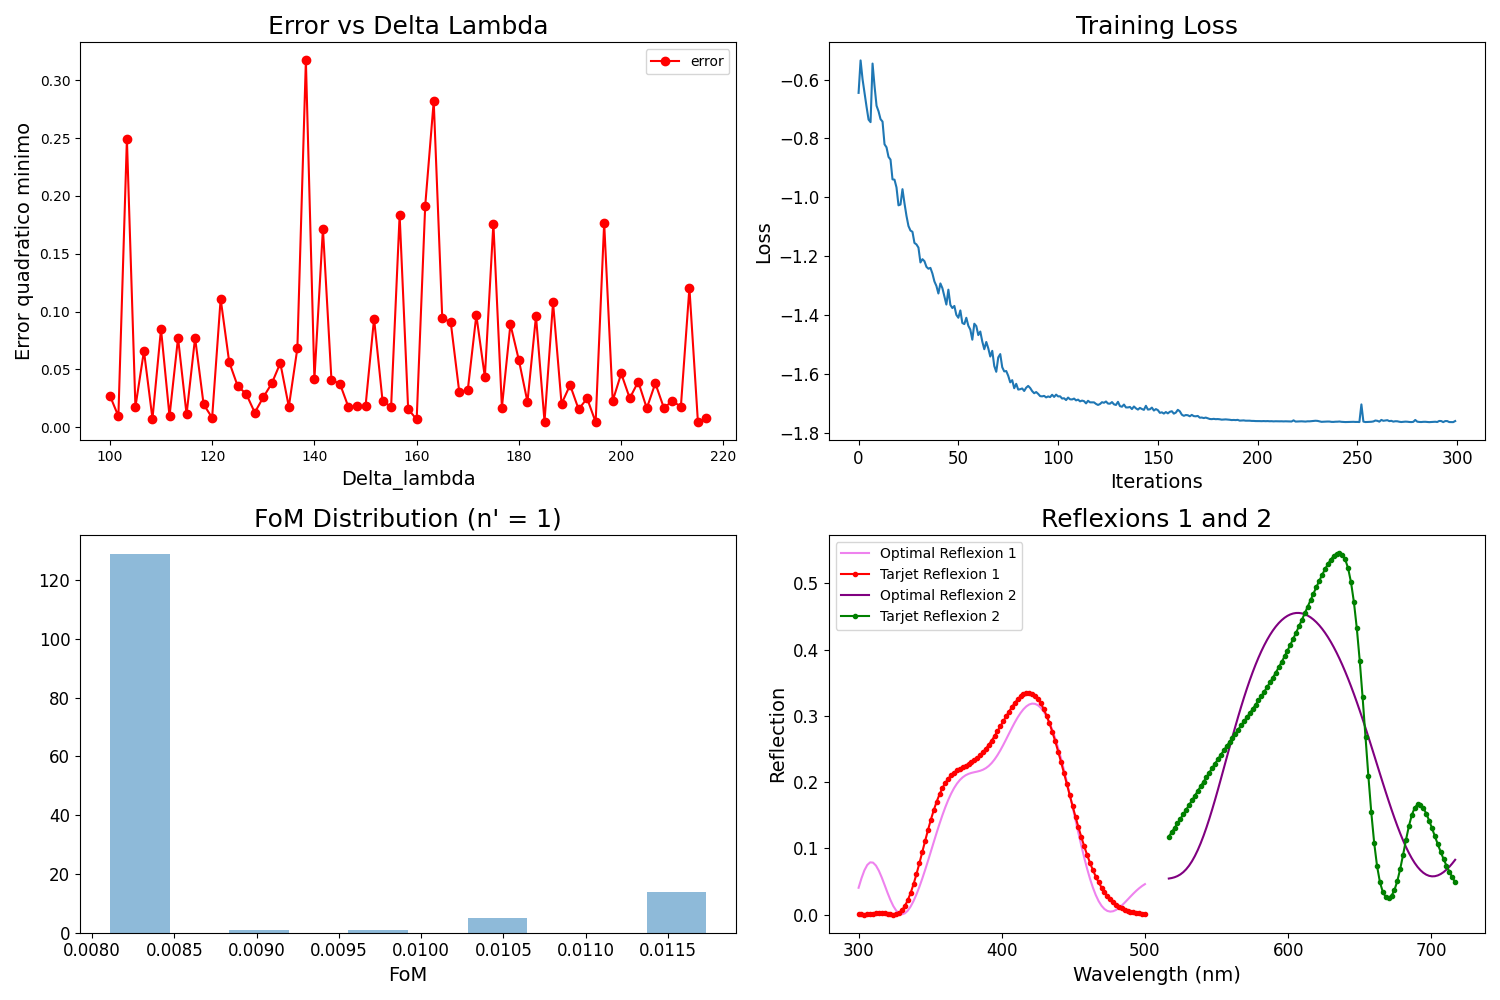 Error vs Delta Lambda
error
Error quadratico minimo
0.30
0.25
0.20
0.15
0.10
0.05
0.00
100 120 140 160 180 200 220
Delta_lambda
Training Loss
Loss
−0.6
−0.8
−1.0
−1.2
−1.4
−1.6
−1.8
0 50 100 150 200 250 300
Iterations
FoM Distribution (n' = 1)
120
100
80
60
40
20
0
0.0080 0.0085 0.0090 0.0095 0.0100 0.0105 0.0110 0.0115
FoM
Reflexions 1 and 2
Optimal Reflexion 1
Tarjet Reflexion 1
Optimal Reflexion 2
Tarjet Reflexion 2
Reflection
0.5
0.4
0.3
0.2
0.1
0.0
300 400 500 600 700
Wavelength (nm)